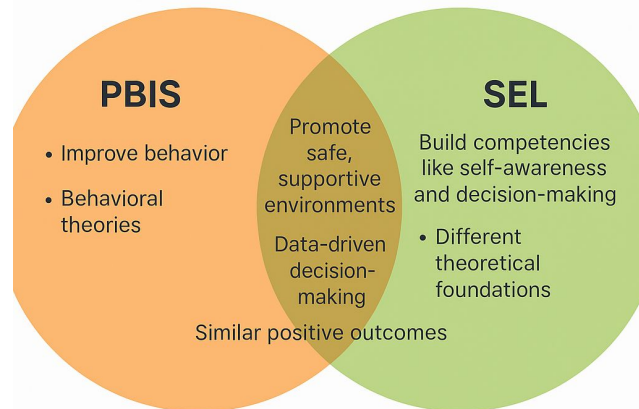 PBIS
• Improve behavior
• Behavioral
theories
Promote
safe,
supportive
environments
Data-driven
decision-
making
Similar positive outcomes
SEL
Build competencies
like self-awareness
and decision-making
• Different
theoretical
foundations